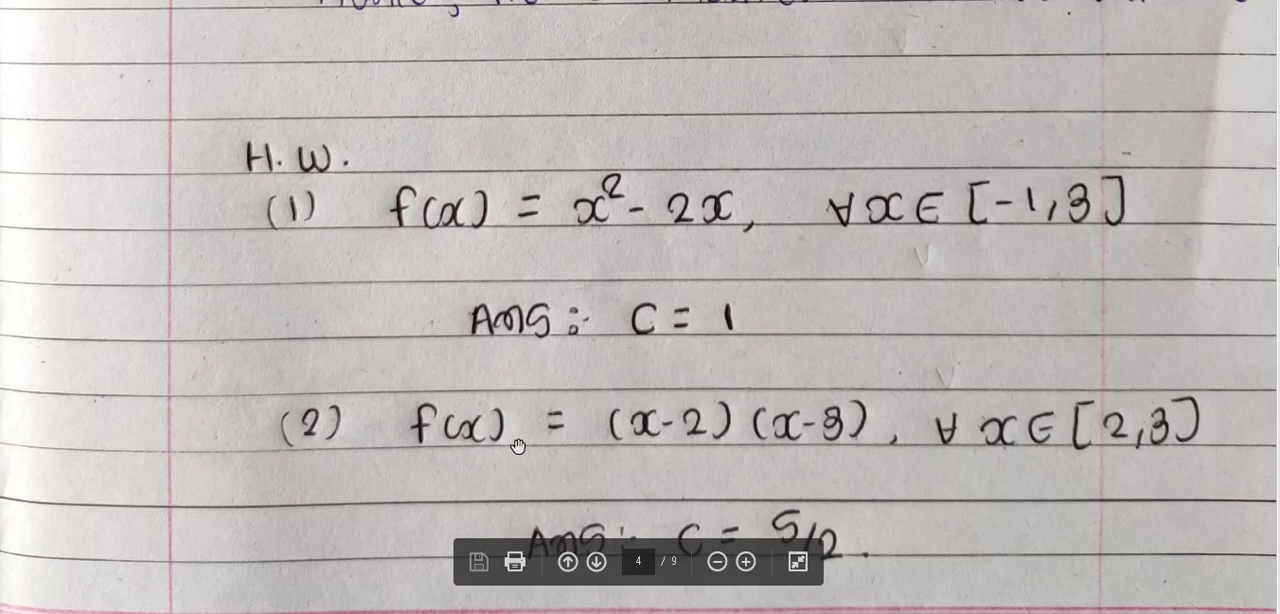 H.W.
(1) f(x) = x² - 2x, ∀ x ∈ [-1,3]
Ans:- C = 1
(2) f(x) = (x-2)(x-3), ∀ x ∈ [2,3]
Ans:- C = 5/2.
4 / 9